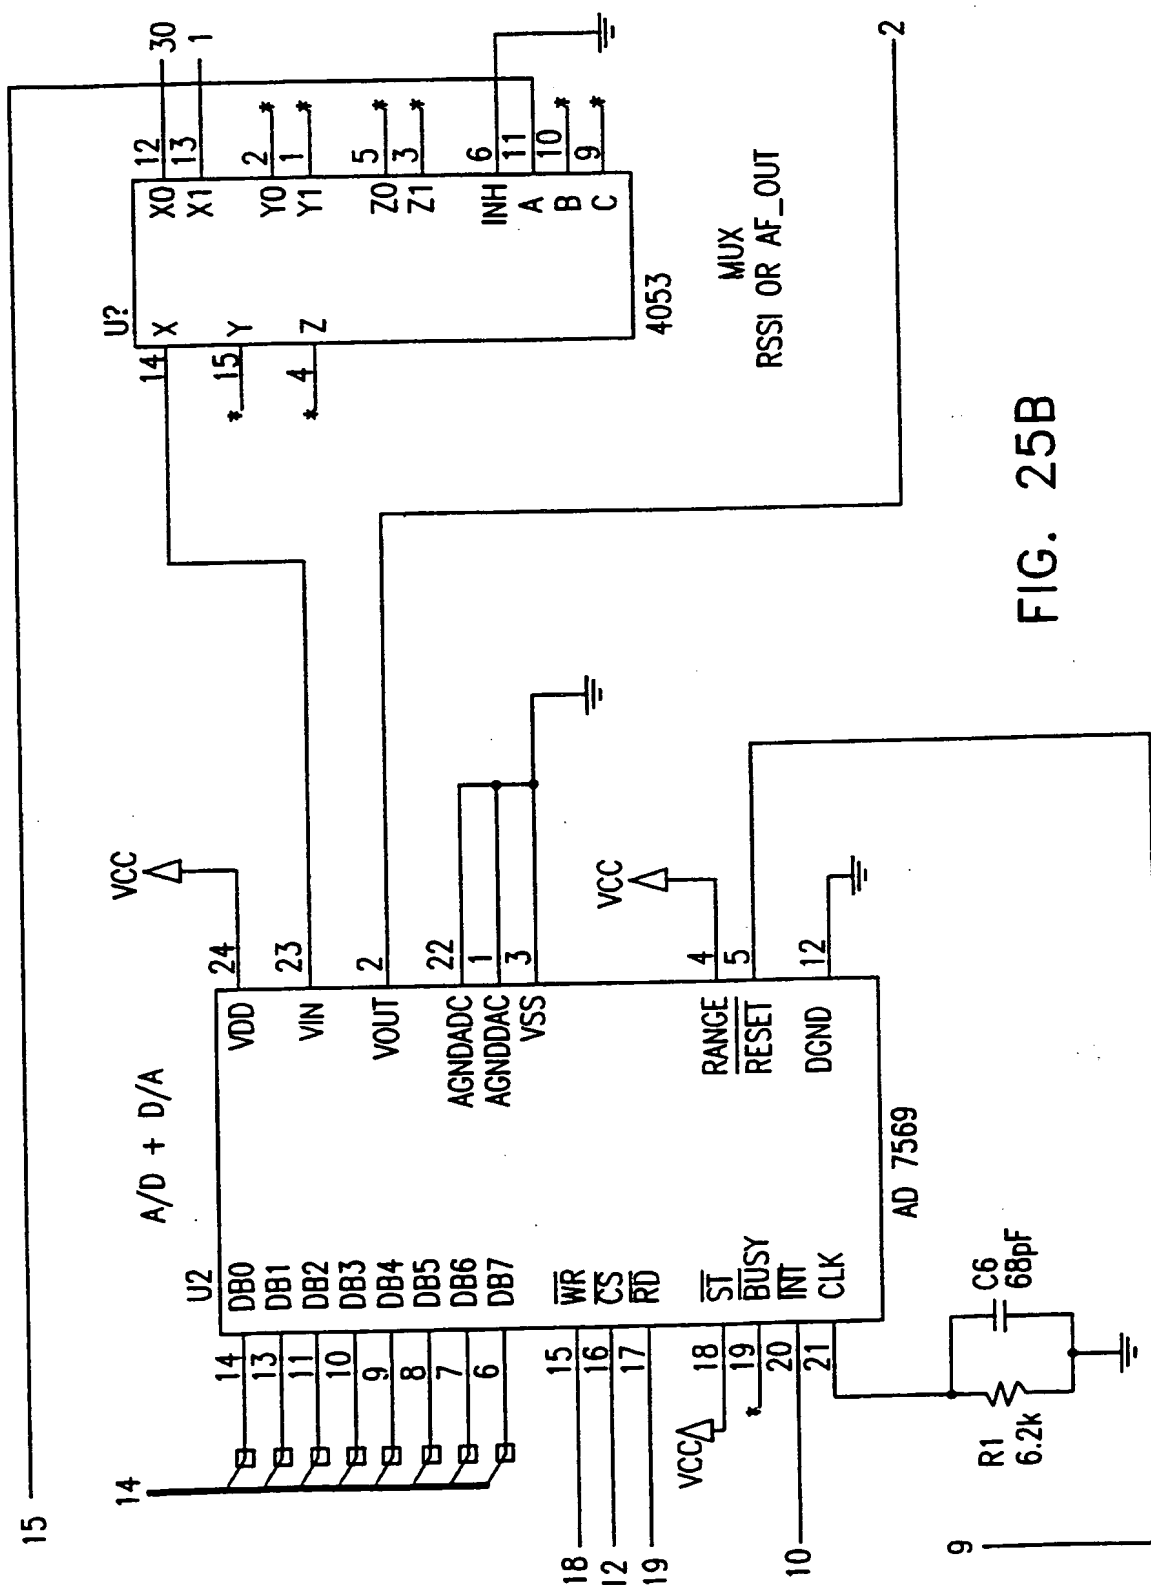 15
14
A/D + D/A
U2
DB0
DB1
DB2
DB3
DB4
DB5
DB6
DB7
14
13
11
10
9
8
7
6
WR
CS
RD
15
16
17
18
12
19
ST
BUSY
INT
CLK
18
19
20
21
VCC
*
10
R1
6.2k
C6
68pF
9
AD 7569
VDD
VIN
VOUT
AGNDADC
AGNDDAC
VSS
RANGE
RESET
DGND
24
23
2
22
1
3
4
5
12
VCC
VCC
U?
X
Y
Z
14
15
4
*
*
X0
X1
Y0
Y1
Z0
Z1
INH
A
B
C
12
13
2
1
5
3
6
11
10
9
30
1
*
*
*
*
*
*
4053
MUX
RSSI OR AF_OUT
2
FIG. 25B